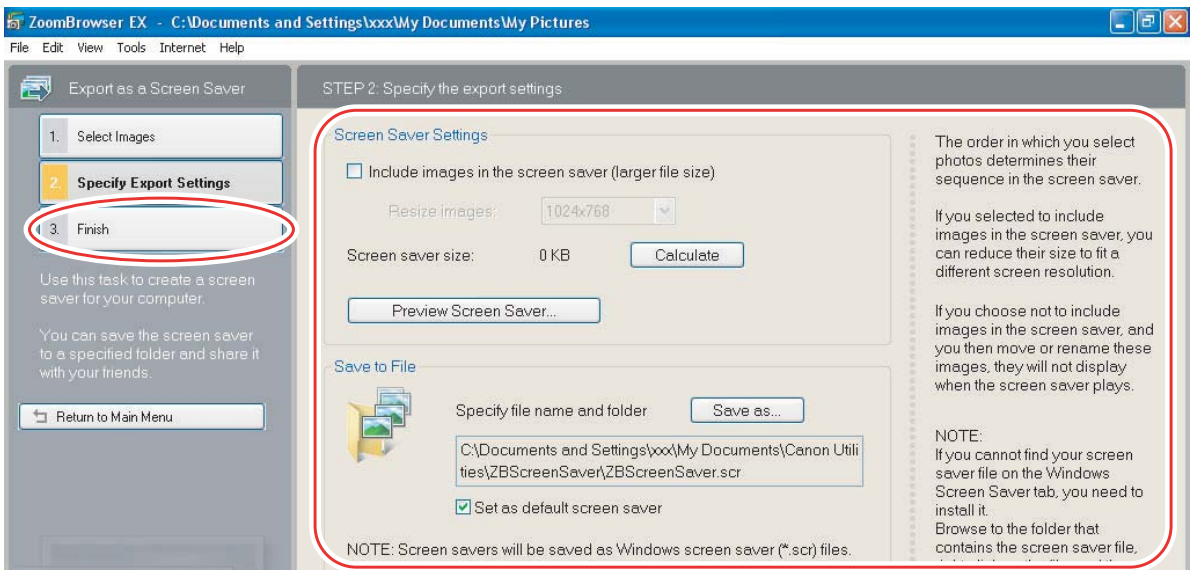 ZoomBrowser EX - C:\Documents and Settings\xxx\My Documents\My Pictures
File Edit View Tools Internet Help
Export as a Screen Saver
1. Select Images
2. Specify Export Settings
3. Finish
Use this task to create a screen
saver for your computer.
You can save the screen saver
to a specified folder and share it
with your friends.
Return to Main Menu
STEP 2: Specify the export settings
Screen Saver Settings
Include images in the screen saver (larger file size)
Resize images: 1024x768
Screen saver size: 0 KB Calculate
Preview Screen Saver...
Save to File
Specify file name and folder Save as...
C:\Documents and Settings\xxx\My Documents\Canon Utili
ties\ZBScreenSaver\ZBScreenSaver.scr
Set as default screen saver
NOTE: Screen savers will be saved as Windows screen saver (*.scr) files.
The order in which you select
photos determines their
sequence in the screen saver.
If you selected to include
images in the screen saver, you
can reduce their size to fit a
different screen resolution.
If you choose not to include
images in the screen saver, and
you then move or rename these
images, they will not display
when the screen saver plays.
NOTE:
If you cannot find your screen
saver file on the Windows
Screen Saver tab, you need to
install it.
Browse to the folder that
contains the screen saver file,